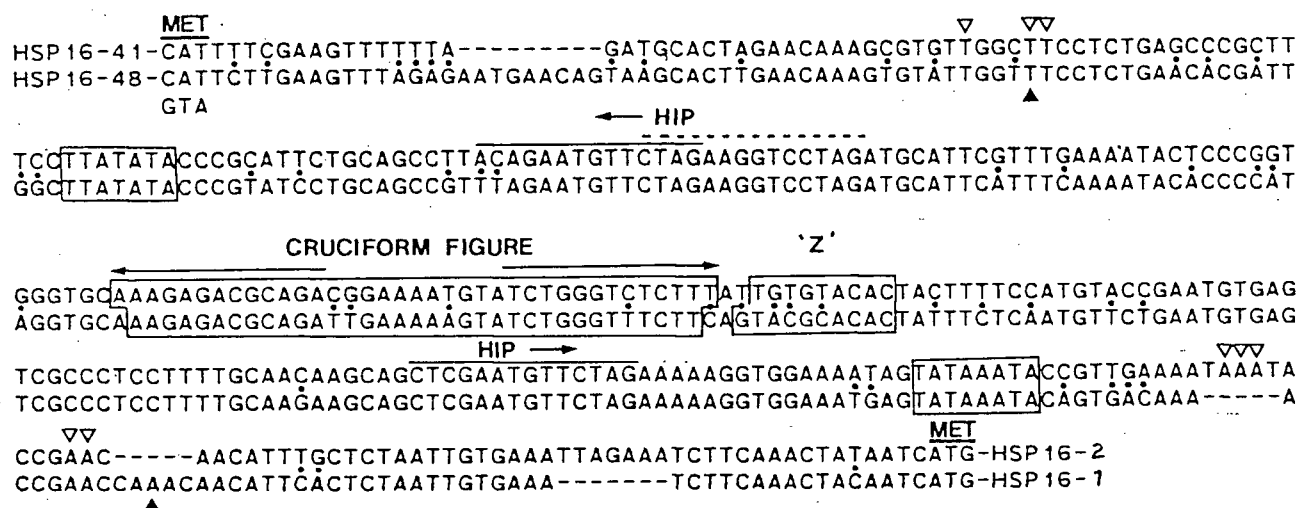 MET
HSP16-41-CATTTTCGAAGTTTTTTA---------GATGCACTAGAACAAAGCGTGTTGGCTTCCTCTGAGCCCGCTT
HSP16-48-CATTCTTGAAGTTTAGAGAATGAACAGTAAGCACTTGAACAAAGTGTATTGGTTTCCTCTGAACACGATT
GTA
← HIP
TCCTTATATACCCGCATTCTGCAGCCTTACAGAATGTTCTAGAAGGTCCTAGATGCATTCGTTTGAAAATACTCCCGGT
GGCTTATATACCCGTATCCTGCAGCCGTTTAGAATGTTCTAGAAGGTCCTAGATGCATTCATTTCAAAATACACCCCAT
CRUCIFORM FIGURE 'Z'
GGGTGCAAAGAGACGCAGACGGAAAATGTATCTGGGTCTCTTTATTGTGTACACTACTTTTCCATGTACCGAATGTGAG
AGGTGCAAAGAGACGCAGATTGAAAAAGTATCTGGGTTTCTTCAGTACGCACACTATTTCTCAATGTTCTGAATGTGAG
HIP →
TCGCCCTCCTTTTGCAACAAGCAGCTCGAATGTTCTAGAAAAAGGTGGAAAATAGTATAAATACCGTTGAAAATAAATA
TCGCCCTCCTTTTGCAAGAAGCAGCTCGAATGTTCTAGAAAAAGGTGGAAATGAGTATAAATACAGTGACAAA-----A
MET
CCGAAC-----AACATTTGCTCTAATTGTGAAATTAGAAATCTTCAAACTATAATCATG-HSP16-2
CCGAACCAAACAACATTCACTCTAATTGTGAAA-------TCTTCAAACTACAATCATG-HSP16-1